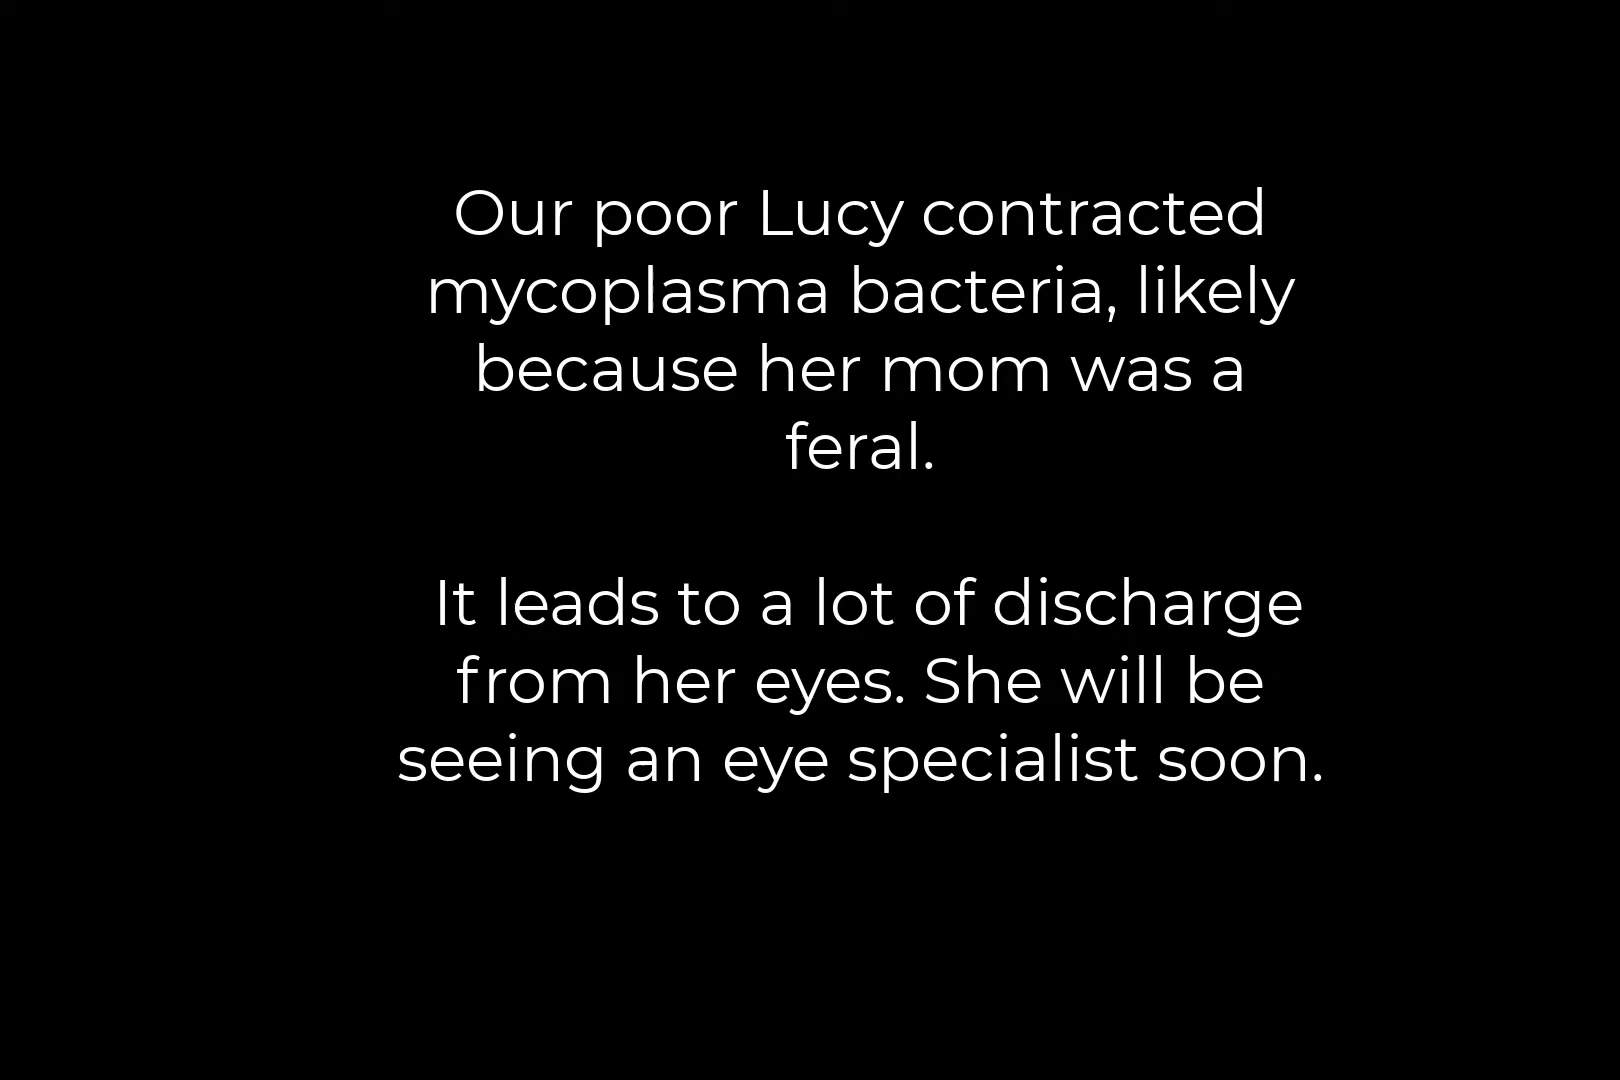 Our poor Lucy contracted
mycoplasma bacteria, likely
because her mom was a
feral.
It leads to a lot of discharge
from her eyes. She will be
seeing an eye specialist soon.